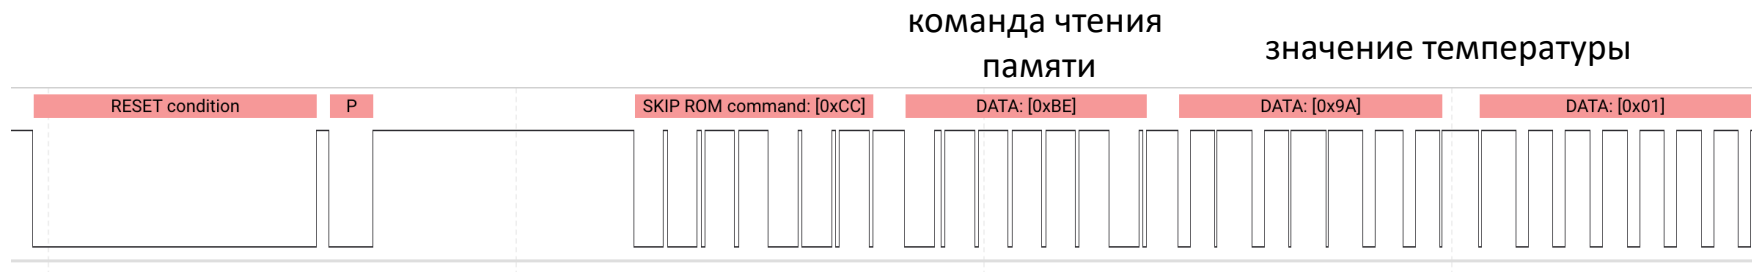 команда чтения
памяти
значение температуры
RESET condition
P
SKIP ROM command: [0xCC]
DATA: [0xBE]
DATA: [0x9A]
DATA: [0x01]